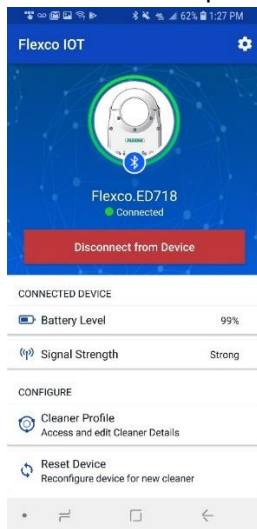 62% 1:27 PM
Flexco IOT
Flexco.ED718
Connected
Disconnect from Device
CONNECTED DEVICE
Battery Level 99%
Signal Strength Strong
CONFIGURE
Cleaner Profile
Access and edit Cleaner Details
Reset Device
Reconfigure device for new cleaner